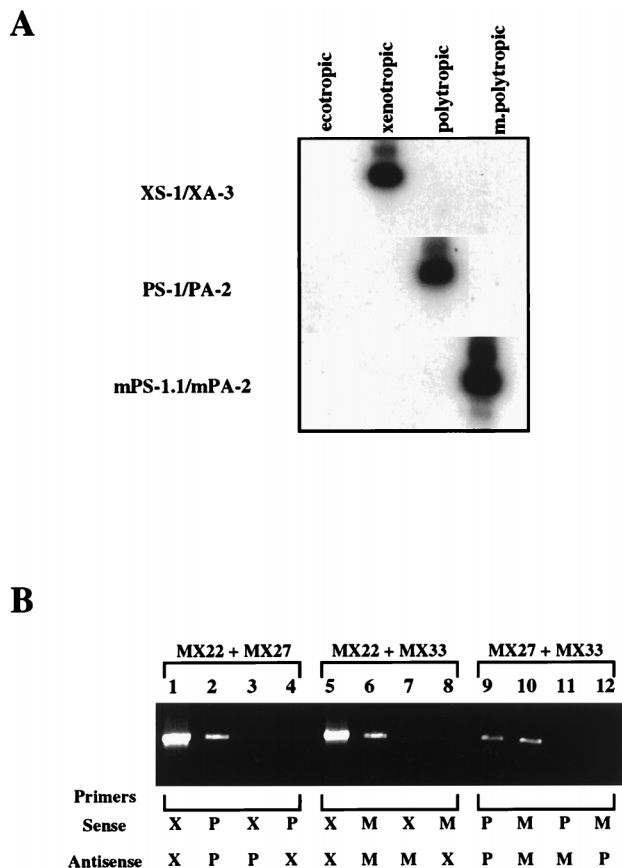 A
ecotropic
xenotropic
polytropic
m.polytropic
XS-1/XA-3
PS-1/PA-2
mPS-1.1/mPA-2
B
MX22 + MX27 MX22 + MX33 MX27 + MX33
1 2 3 4 5 6 7 8 9 10 11 12
Primers
Sense X P X P X M X M P M P M
Antisense X P P X X M M X P M M P